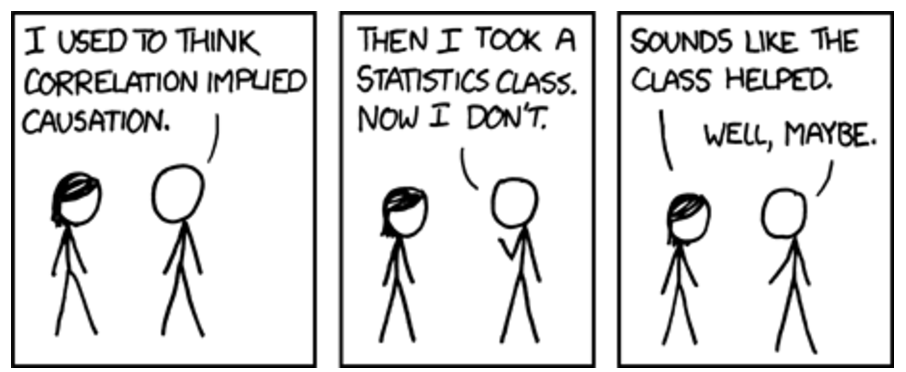 I USED TO THINK
CORRELATION IMPLIED
CAUSATION.
THEN I TOOK A
STATISTICS CLASS.
NOW I DON'T.
SOUNDS LIKE THE
CLASS HELPED.
WELL, MAYBE.